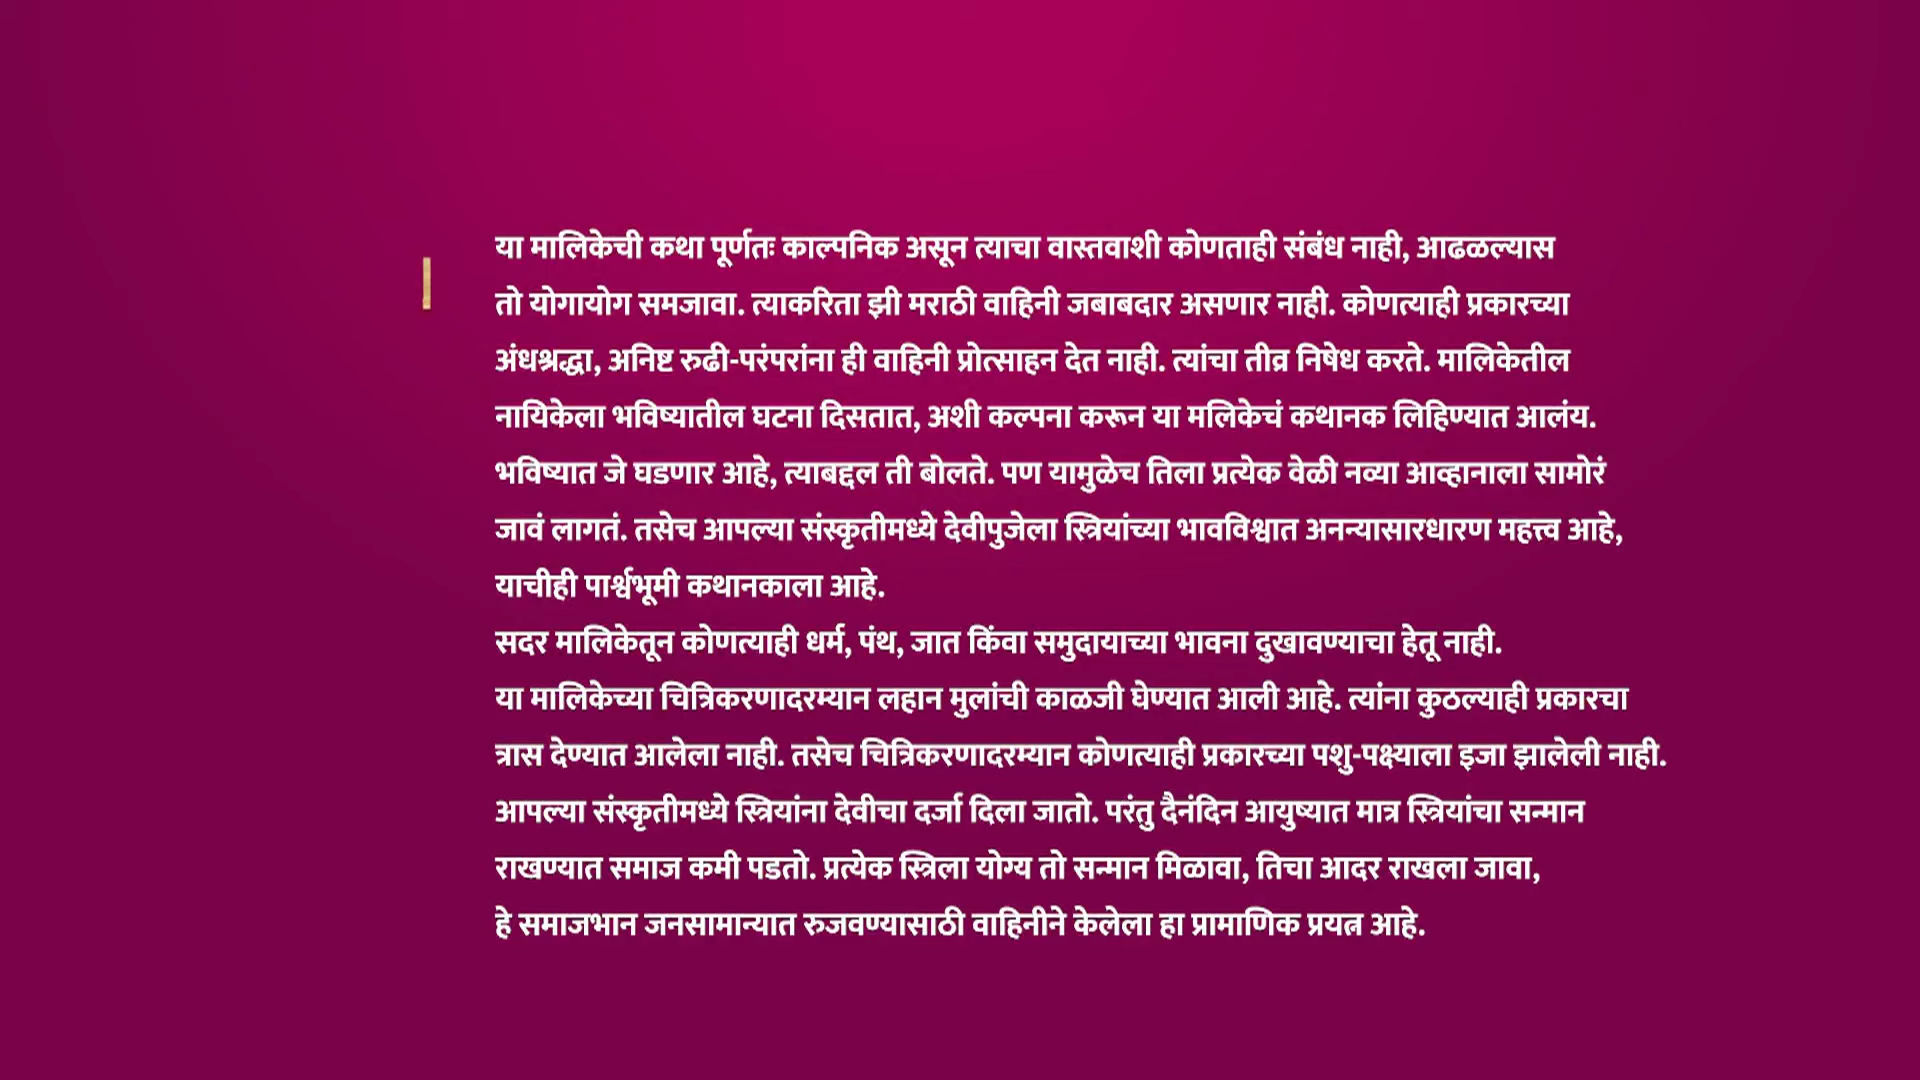 या मालिकेची कथा पूर्णतः काल्पनिक असून त्याचा वास्तवाशी कोणताही संबंध नाही, आढळल्यास
तो योगायोग समजावा. त्याकरिता झी मराठी वाहिनी जबाबदार असणार नाही. कोणत्याही प्रकारच्या
अंधश्रद्धा, अनिष्ट रुढी-परंपरांना ही वाहिनी प्रोत्साहन देत नाही. त्यांचा तीव्र निषेध करते. मालिकेतील
नायिकेला भविष्यातील घटना दिसतात, अशी कल्पना करून या मलिकेचं कथानक लिहिण्यात आलंय.
भविष्यात जे घडणार आहे, त्याबद्दल ती बोलते. पण यामुळेच तिला प्रत्येक वेळी नव्या आव्हानाला सामोरं
जावं लागतं. तसेच आपल्या संस्कृतीमध्ये देवीपुजेला स्त्रियांच्या भावविश्वात अनन्यासारधारण महत्त्व आहे,
याचीही पार्श्वभूमी कथानकाला आहे.
सदर मालिकेतून कोणत्याही धर्म, पंथ, जात किंवा समुदायाच्या भावना दुखावण्याचा हेतू नाही.
या मालिकेच्या चित्रिकरणादरम्यान लहान मुलांची काळजी घेण्यात आली आहे. त्यांना कुठल्याही प्रकारचा
त्रास देण्यात आलेला नाही. तसेच चित्रिकरणादरम्यान कोणत्याही प्रकारच्या पशु-पक्ष्याला इजा झालेली नाही.
आपल्या संस्कृतीमध्ये स्त्रियांना देवीचा दर्जा दिला जातो. परंतु दैनंदिन आयुष्यात मात्र स्त्रियांचा सन्मान
राखण्यात समाज कमी पडतो. प्रत्येक स्त्रिला योग्य तो सन्मान मिळावा, तिचा आदर राखला जावा,
हे समाजभान जनसामान्यात रुजवण्यासाठी वाहिनीने केलेला हा प्रामाणिक प्रयत्न आहे.